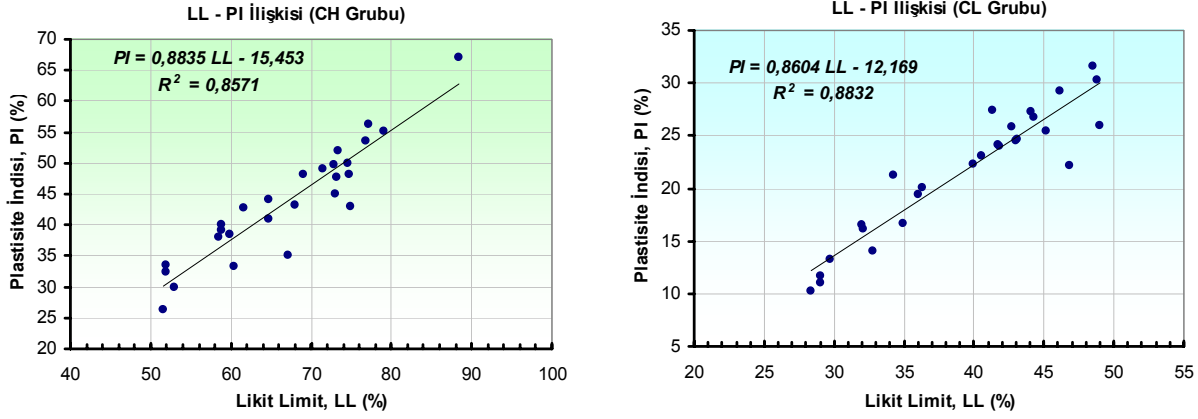 LL - PI İlişkisi (CH Grubu)
PI = 0,8835 LL - 15,453
R² = 0,8571
Plastisite İndisi, PI (%)
70
65
60
55
50
45
40
35
30
25
20
40 50 60 70 80 90 100
Likit Limit, LL (%)
LL - PI İlişkisi (CL Grubu)
PI = 0,8604 LL - 12,169
R² = 0,8832
Plastisite İndisi, PI (%)
35
30
25
20
15
10
5
20 25 30 35 40 45 50 55
Likit Limit, LL (%)